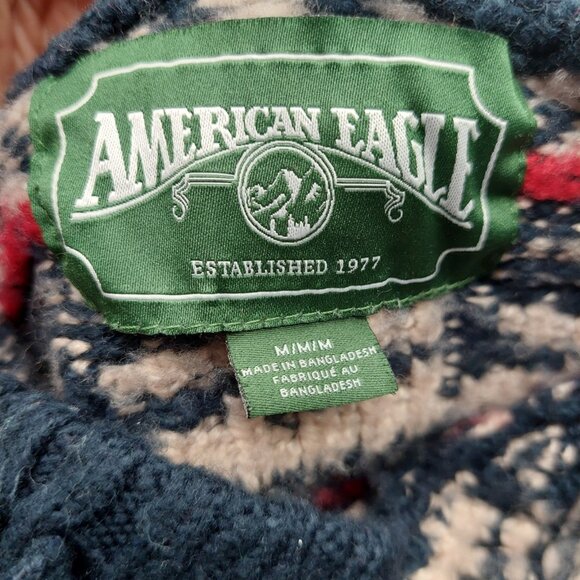 AMERICAN EAGLE
ESTABLISHED 1977
M/M/M
MADE IN BANGLADESH
FABRIQUÉ AU
BANGLADESH